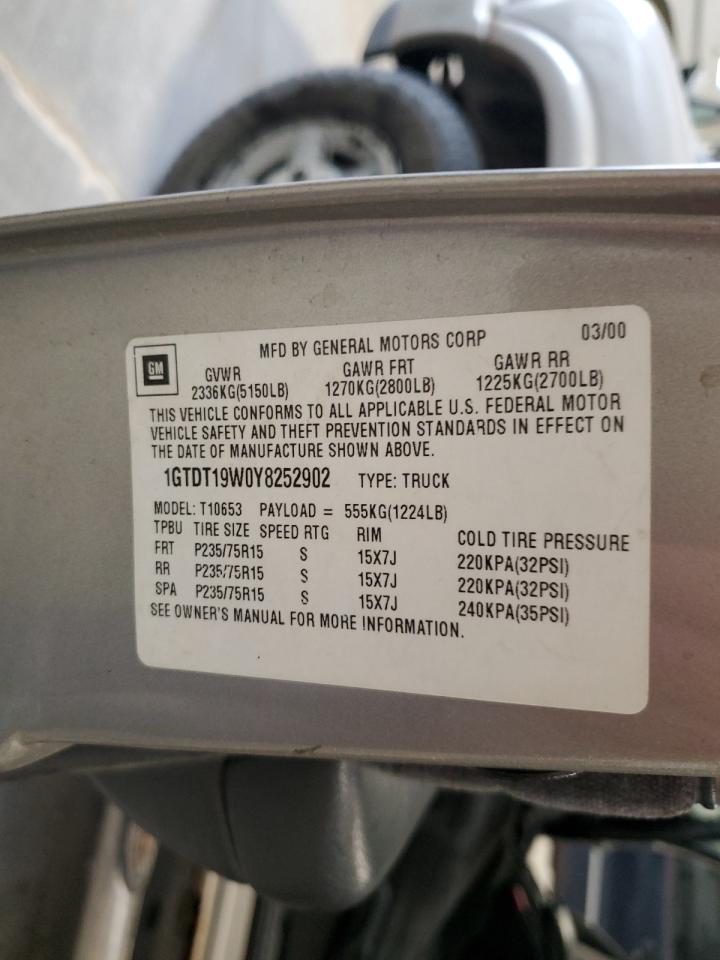 MFD BY GENERAL MOTORS CORP 03/00
GM
GVWR GAWR FRT GAWR RR
2336KG(5150LB) 1270KG(2800LB) 1225KG(2700LB)
THIS VEHICLE CONFORMS TO ALL APPLICABLE U.S. FEDERAL MOTOR
VEHICLE SAFETY AND THEFT PREVENTION STANDARDS IN EFFECT ON
THE DATE OF MANUFACTURE SHOWN ABOVE.
1GTDT19W0Y8252902 TYPE: TRUCK
MODEL: T10653 PAYLOAD = 555KG(1224LB)
TPBU TIRE SIZE SPEED RTG RIM COLD TIRE PRESSURE
FRT P235/75R15 S 15X7J 220KPA(32PSI)
RR P235/75R15 S 15X7J 220KPA(32PSI)
SPA P235/75R15 S 15X7J 240KPA(35PSI)
SEE OWNER'S MANUAL FOR MORE INFORMATION.